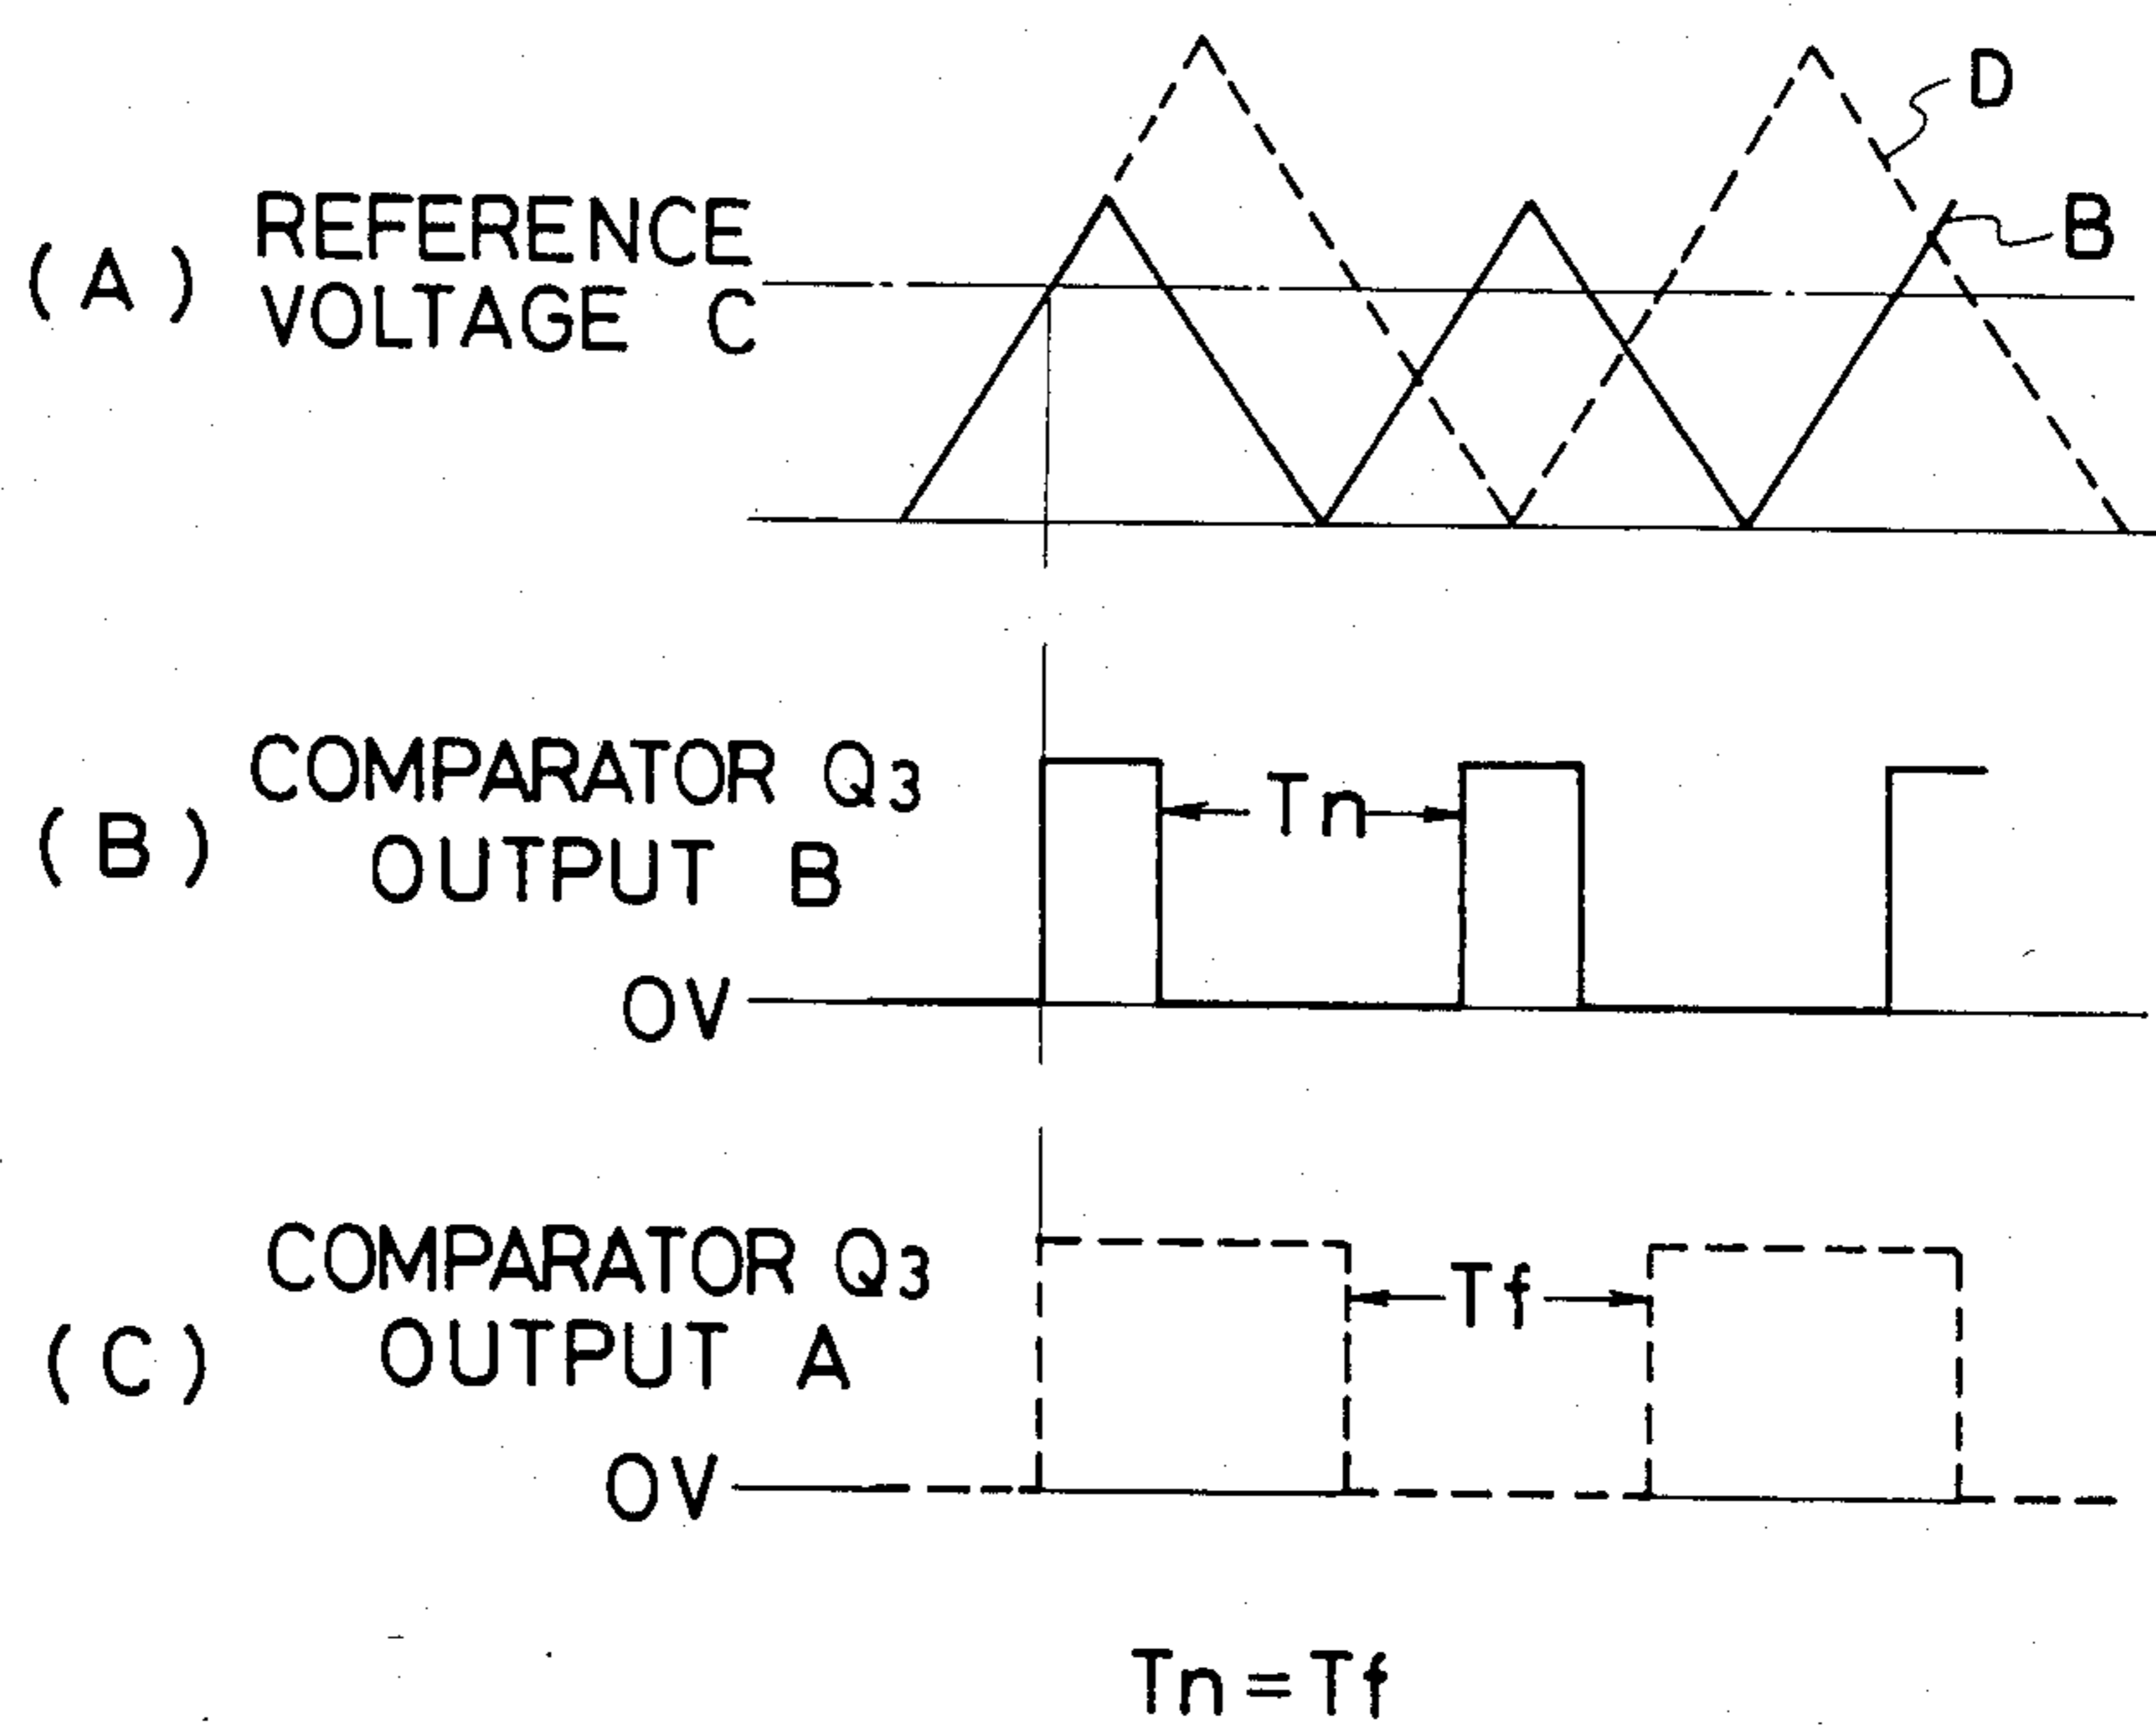 D
B
(A) REFERENCE
VOLTAGE C
(B) COMPARATOR Q3
OUTPUT B
Tn
0V
(C) COMPARATOR Q3
OUTPUT A
Tf
0V
Tn=Tf